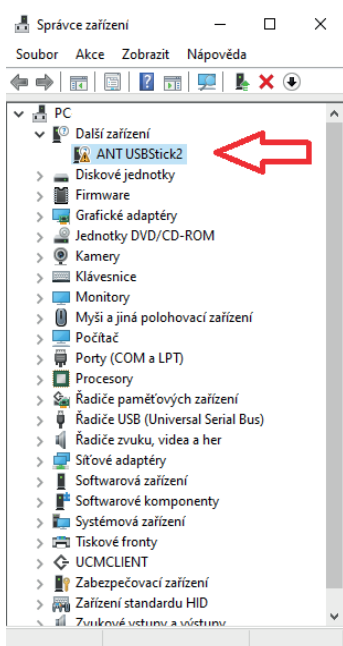 Správce zařízení
Soubor Akce Zobrazit Nápověda
PC
Další zařízení
ANT USBStick2
Diskové jednotky
Firmware
Grafické adaptéry
Jednotky DVD/CD-ROM
Kamery
Klávesnice
Monitory
Myši a jiná polohovací zařízení
Počítač
Porty (COM a LPT)
Procesory
Řadiče paměťových zařízení
Řadiče USB (Universal Serial Bus)
Řadiče zvuku, videa a her
Síťové adaptéry
Softwarová zařízení
Softwarové komponenty
Systémová zařízení
Tiskové fronty
UCMCLIENT
Zabezpečovací zařízení
Zařízení standardu HID
Zvukové vstupy a výstupy